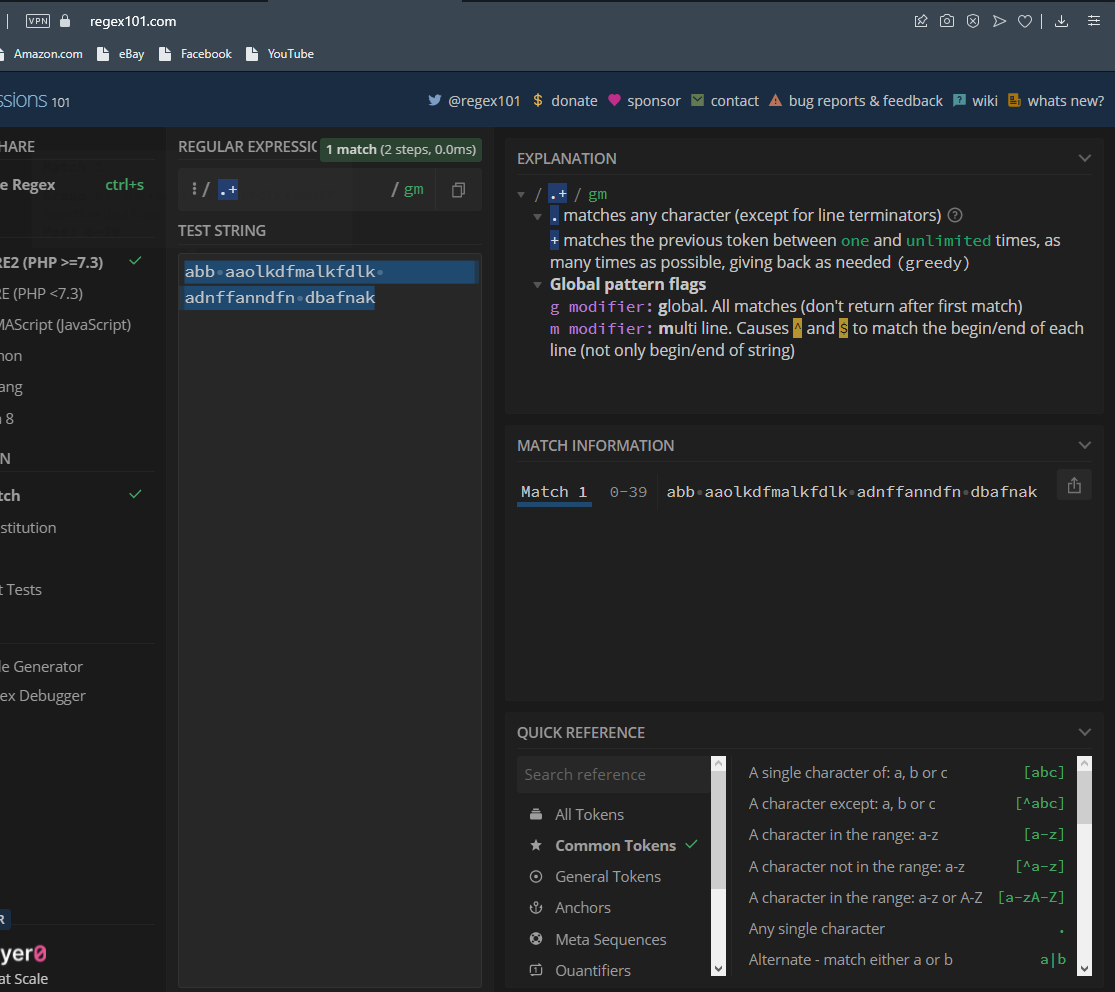 VPN regex101.com
Amazon.com eBay Facebook YouTube
ssions 101 @regex101 $ donate sponsor contact bug reports & feedback wiki whats new?
HARE
e Regex ctrl+s
RE2 (PHP >=7.3)
E (PHP <7.3)
MAScript (JavaScript)
hon
ang
8
N
tch
stitution
t Tests
le Generator
ex Debugger
R
yer0
at Scale
REGULAR EXPRESSIO 1 match (2 steps, 0.0ms)
/ .+ / gm
TEST STRING
abb·aaolkdfmalkfdlk·
adnffanndfn·dbafnak
EXPLANATION
/ .+ / gm
. matches any character (except for line terminators)
+ matches the previous token between one and unlimited times, as
many times as possible, giving back as needed (greedy)
Global pattern flags
g modifier: global. All matches (don't return after first match)
m modifier: multi line. Causes ^ and $ to match the begin/end of each
line (not only begin/end of string)
MATCH INFORMATION
Match 1 0-39 abb·aaolkdfmalkfdlk·adnffanndfn·dbafnak
QUICK REFERENCE
Search reference
All Tokens
Common Tokens
General Tokens
Anchors
Meta Sequences
Quantifiers
A single character of: a, b or c [abc]
A character except: a, b or c [^abc]
A character in the range: a-z [a-z]
A character not in the range: a-z [^a-z]
A character in the range: a-z or A-Z [a-zA-Z]
Any single character .
Alternate - match either a or b a|b